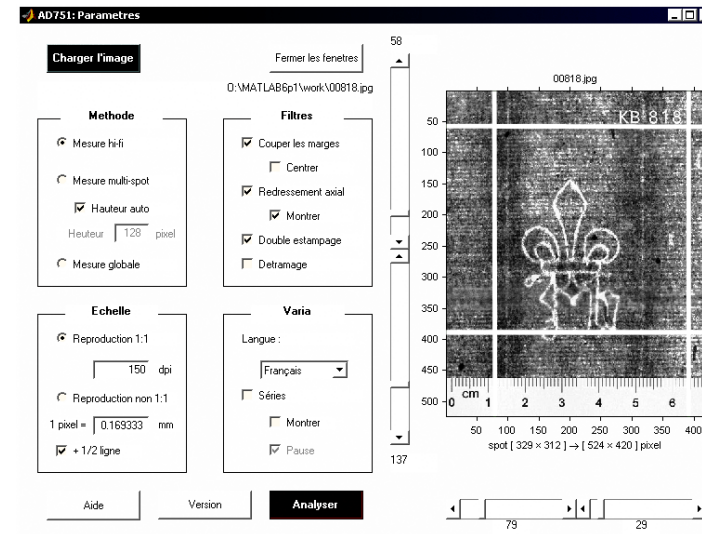 AD751: Parametres
Charger l'image
Fermer les fenetres
O:\MATLAB6p1\work\00818.jpg
Methode
Mesure hi-fi
Mesure multi-spot
Hauteur auto
Heuteur 128 pixel
Mesure globale
Filtres
Couper les marges
Centrer
Redressement axial
Montrer
Double estampage
Detramage
Echelle
Reproduction 1:1
150 dpi
Reproduction non 1:1
1 pixel = 0.169333 mm
+ 1/2 ligne
Varia
Langue :
Français
Séries
Montrer
Pause
Aide
Version
Analyser
58
137
00818.jpg
KB 818
50
100
150
200
250
300
350
400
450
500
0 cm 1 2 3 4 5 6
50 100 150 200 250 300 350 400
spot [ 329 × 312 ] → [ 524 × 420 ] pixel
79
29